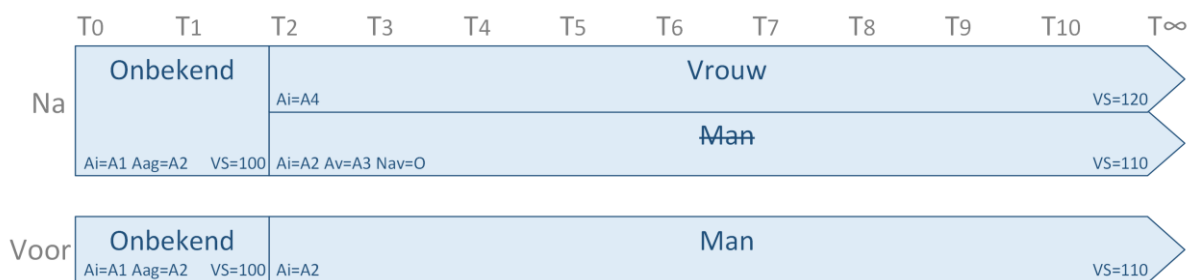 T0 T1 T2 T3 T4 T5 T6 T7 T8 T9 T10 T∞
Onbekend Vrouw
Na
Ai=A4 VS=120
Man
Ai=A1 Aag=A2 VS=100 Ai=A2 Av=A3 Nav=O VS=110
Onbekend Man
Voor
Ai=A1 Aag=A2 VS=100 Ai=A2 VS=110